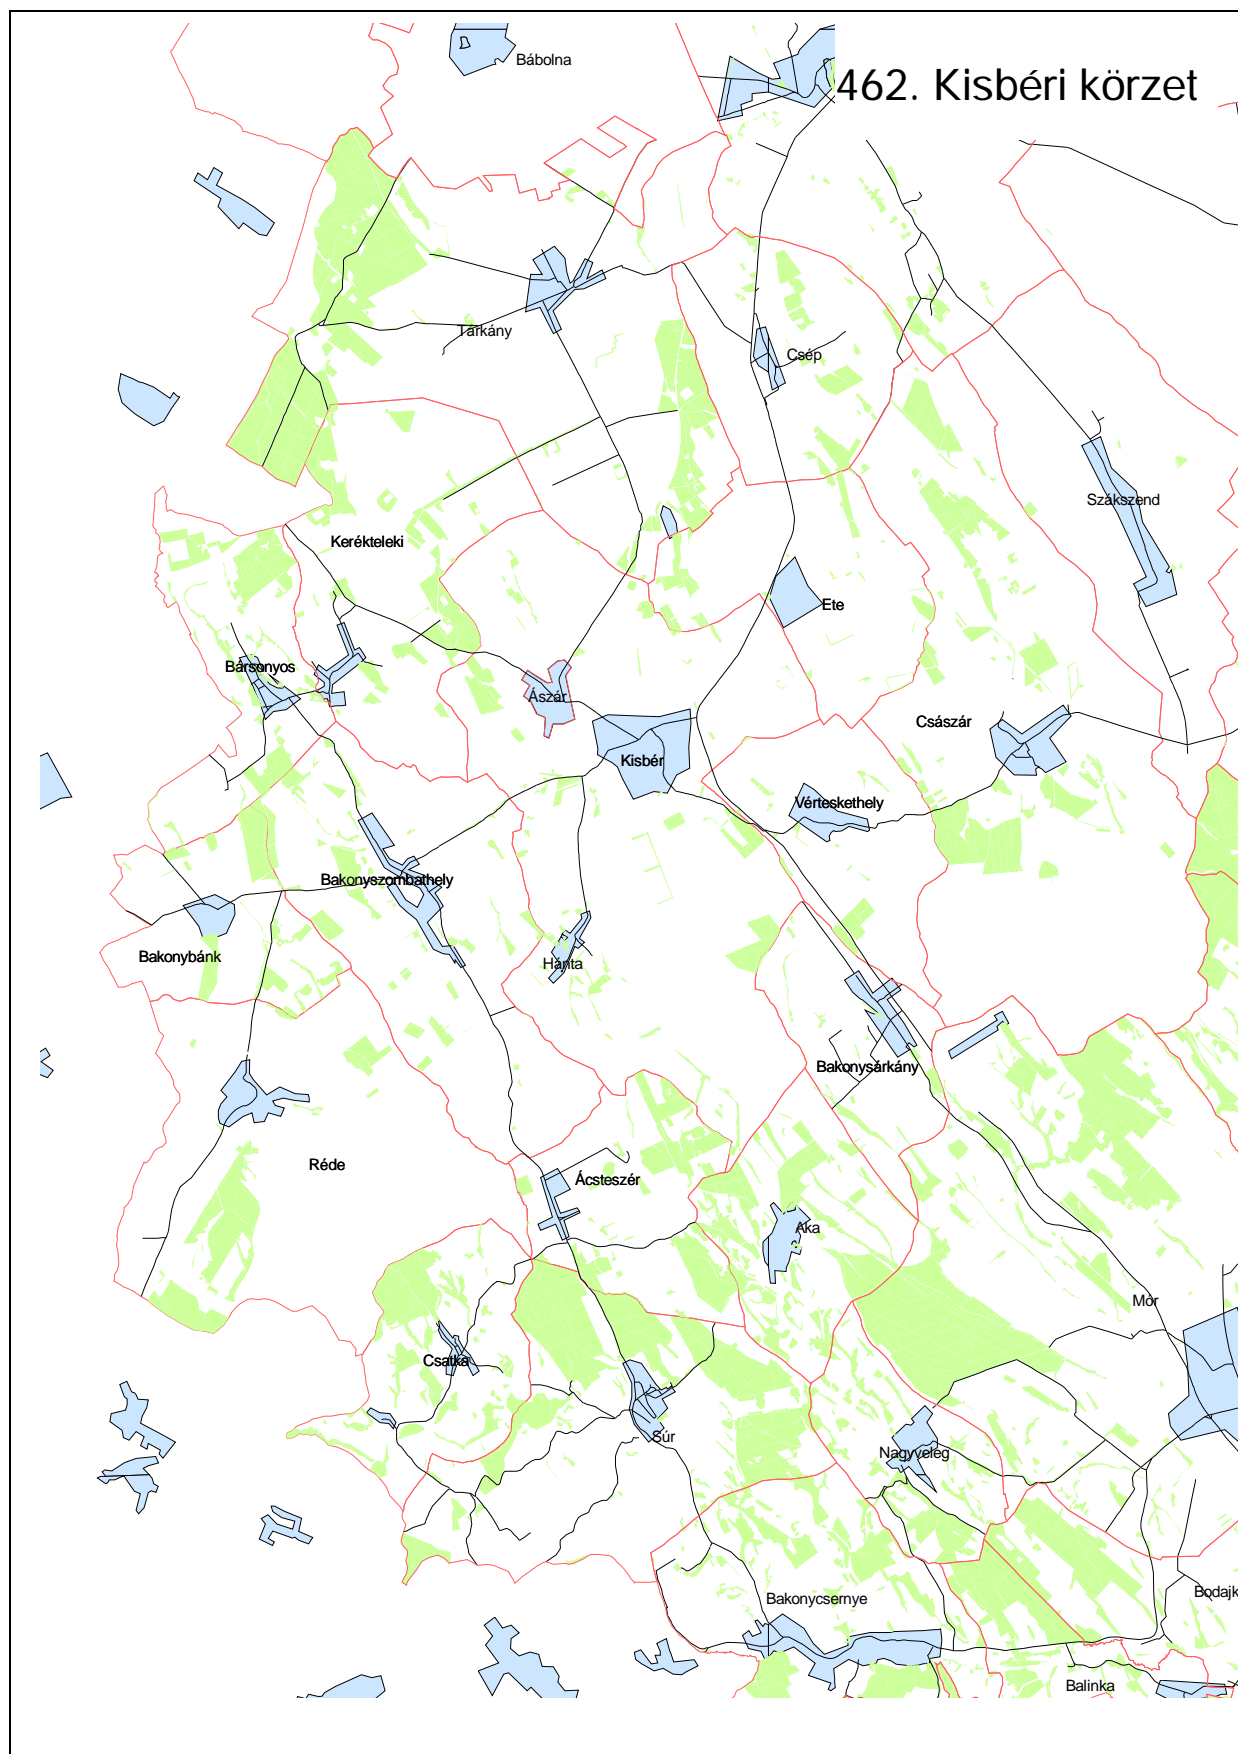 Bábolna
462. Kisbéri körzet
Tárkány
Csép
Szákszend
Kerékteleki
Ete
Bársonyos
Ászár
Császár
Kisbér
Vérteskethely
Bakonyszombathely
Bakonybánk
Hánta
Bakonysárkány
Réde
Ácsteszér
Aka
Mór
Csatka
Súr
Nagyveleg
Bakonycsernye
Bodajk
Balinka